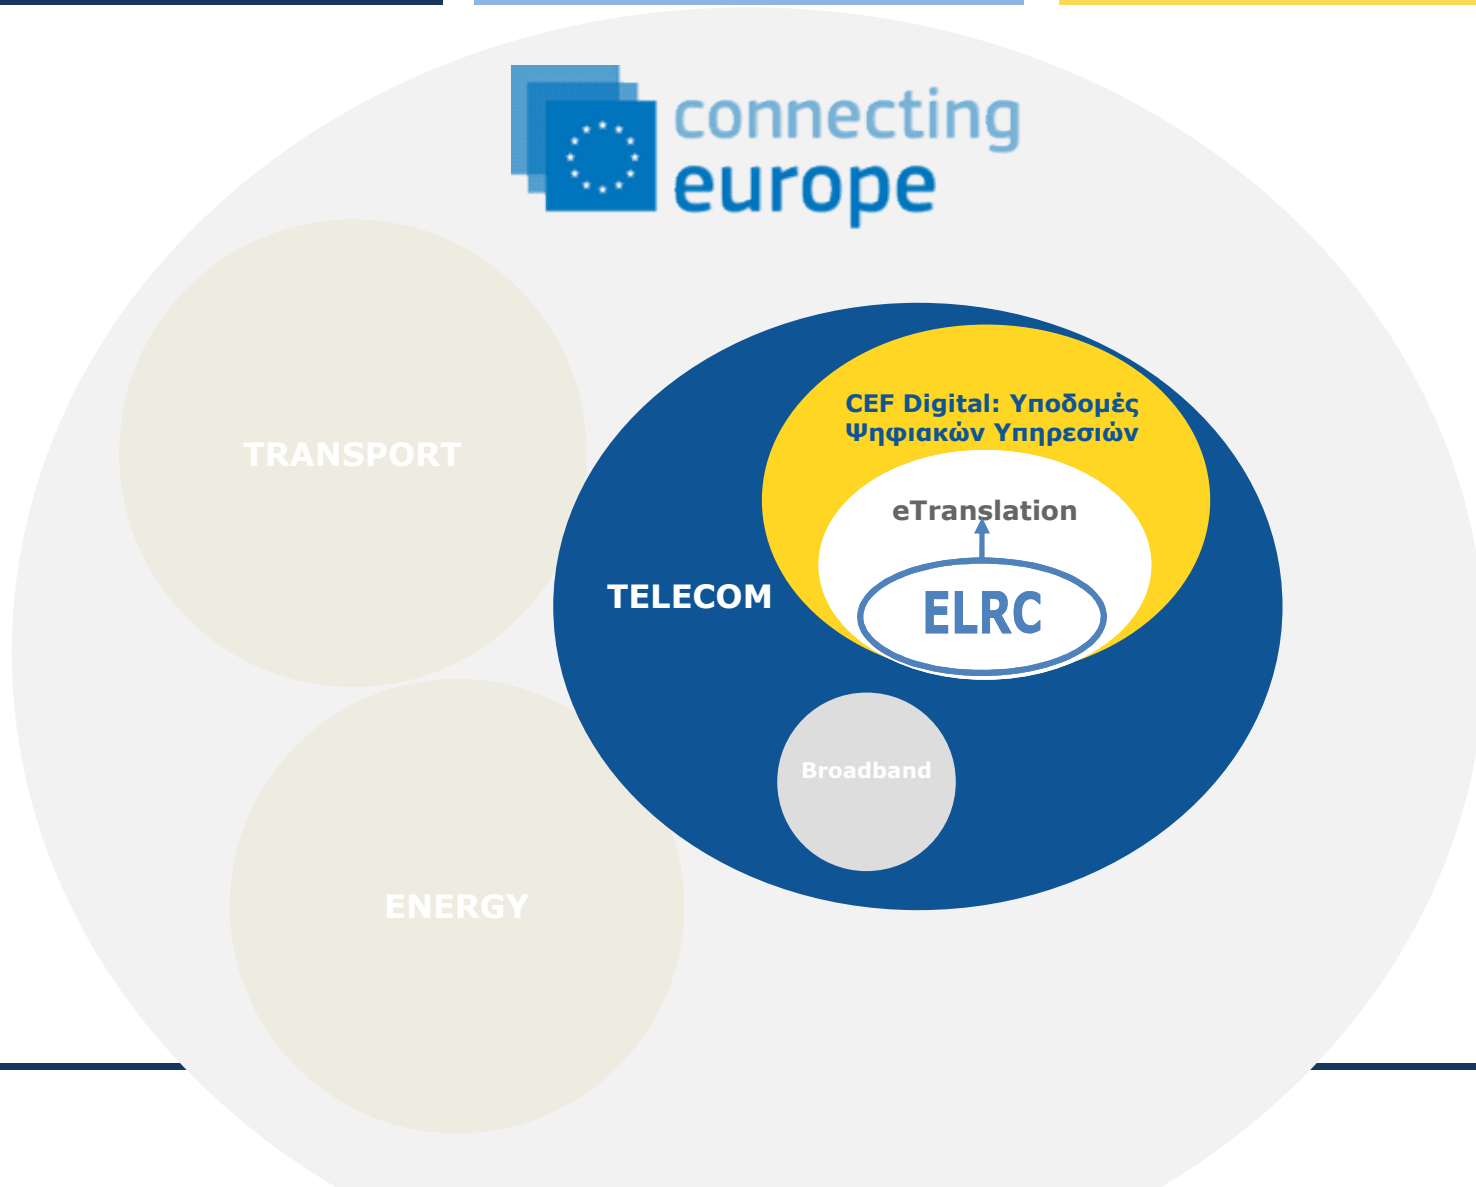 connecting
europe
CEF Digital: Υποδομές
Ψηφιακών Υπηρεσιών
TRANSPORT
eTranslation
TELECOM
ELRC
Broadband
ENERGY